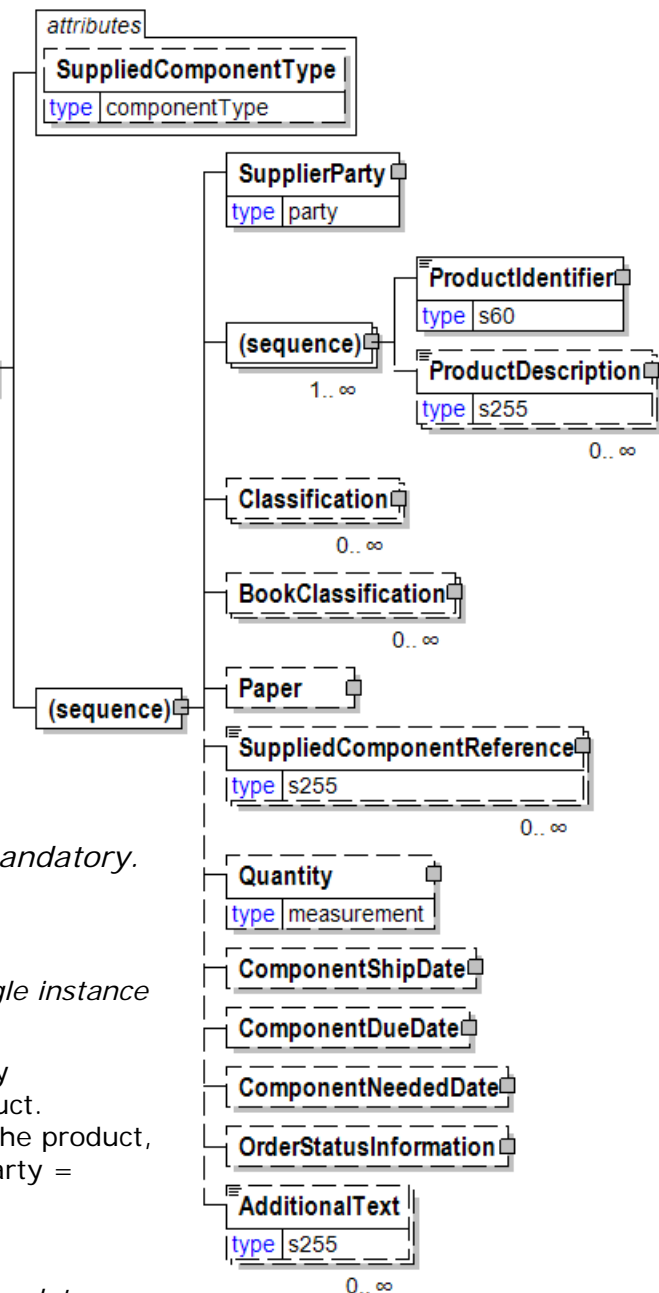 attributes
SuppliedComponentType
type componentType
SupplierParty
type party
(sequence)
1.. ∞
ProductIdentifier
type s60
ProductDescription
type s255
0.. ∞
Classification
0.. ∞
BookClassification
0.. ∞
Paper
(sequence)
SuppliedComponentReference
type s255
0.. ∞
andatory.
Quantity
type measurement
gle instance
ComponentShipDate
ComponentDueDate
y
uct.
ComponentNeededDate
he product,
arty =
OrderStatusInformation
AdditionalText
type s255
0.. ∞